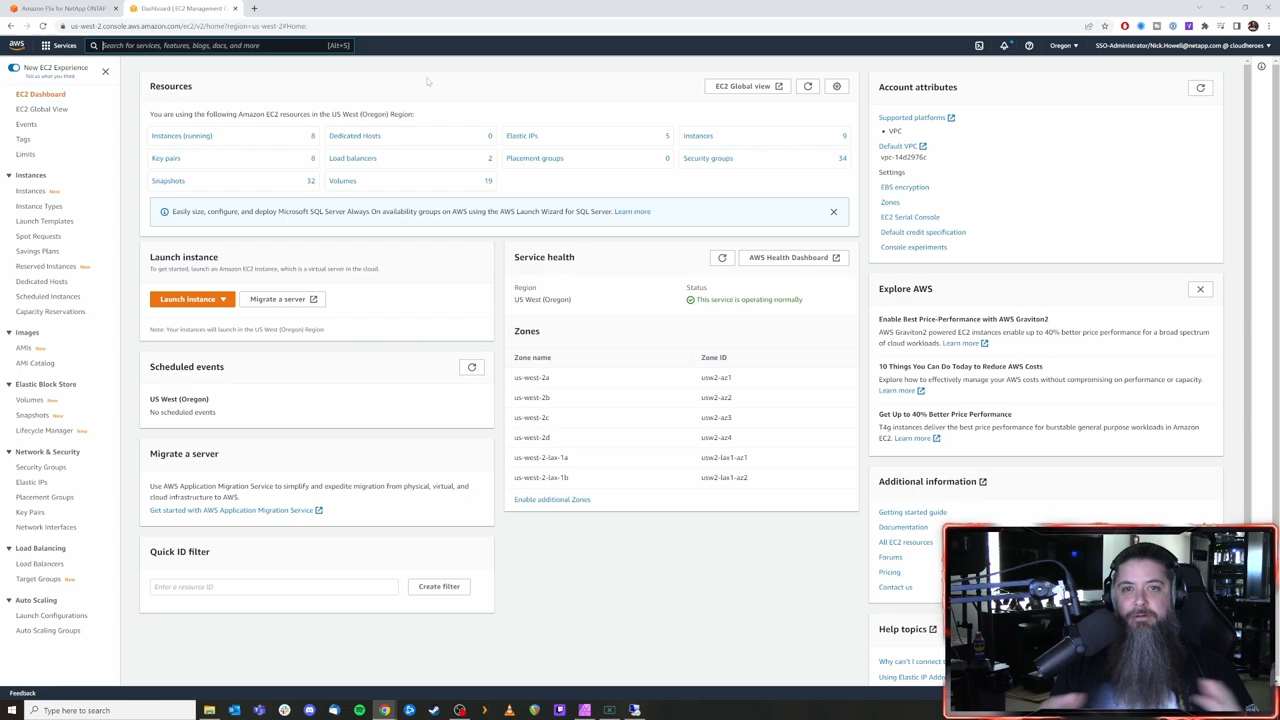 Amazon FSx for NetApp ONTAP
Dashboard | EC2 Management C
us-west-2.console.aws.amazon.com/ec2/v2/home?region=us-west-2#Home:
aws
Services
Search for services, features, blogs, docs, and more
[Alt+S]
Oregon
SSO-Administrator/Nick.Howell@netapp.com @ cloudheroes
New EC2 Experience
Tell us what you think
EC2 Dashboard
EC2 Global View
Events
Tags
Limits
Instances
Instances New
Instance Types
Launch Templates
Spot Requests
Savings Plans
Reserved Instances New
Dedicated Hosts
Scheduled Instances
Capacity Reservations
Images
AMIs New
AMI Catalog
Elastic Block Store
Volumes New
Snapshots New
Lifecycle Manager New
Network & Security
Security Groups
Elastic IPs
Placement Groups
Key Pairs
Network Interfaces
Load Balancing
Load Balancers
Target Groups New
Auto Scaling
Launch Configurations
Auto Scaling Groups
Resources
EC2 Global view
You are using the following Amazon EC2 resources in the US West (Oregon) Region:
Instances (running) 8
Dedicated Hosts 0
Elastic IPs 5
Instances 9
Key pairs 8
Load balancers 2
Placement groups 0
Security groups 34
Snapshots 32
Volumes 19
Easily size, configure, and deploy Microsoft SQL Server Always On availability groups on AWS using the AWS Launch Wizard for SQL Server. Learn more
Launch instance
To get started, launch an Amazon EC2 instance, which is a virtual server in the cloud.
Launch instance
Migrate a server
Note: Your instances will launch in the US West (Oregon) Region
Scheduled events
US West (Oregon)
No scheduled events
Migrate a server
Use AWS Application Migration Service to simplify and expedite migration from physical, virtual, and
cloud infrastructure to AWS.
Get started with AWS Application Migration Service
Quick ID filter
Enter a resource ID
Create filter
Service health
AWS Health Dashboard
Region
Status
US West (Oregon)
This service is operating normally
Zones
Zone name
Zone ID
us-west-2a
usw2-az1
us-west-2b
usw2-az2
us-west-2c
usw2-az3
us-west-2d
usw2-az4
us-west-2-lax-1a
usw2-lax1-az1
us-west-2-lax-1b
usw2-lax1-az2
Enable additional Zones
Account attributes
Supported platforms
VPC
Default VPC
vpc-14d2976c
Settings
EBS encryption
Zones
EC2 Serial Console
Default credit specification
Console experiments
Explore AWS
Enable Best Price-Performance with AWS Graviton2
AWS Graviton2 powered EC2 instances enable up to 40% better price performance for a broad spectrum
of cloud workloads. Learn more
10 Things You Can Do Today to Reduce AWS Costs
Explore how to effectively manage your AWS costs without compromising on performance or capacity.
Learn more
Get Up to 40% Better Price Performance
T4g instances deliver the best price performance for burstable general purpose workloads in Amazon
EC2. Learn more
Additional information
Getting started guide
Documentation
All EC2 resources
Forums
Pricing
Contact us
Help topics
Why can't I connect t
Using Elastic IP Addre
Feedback
Type here to search